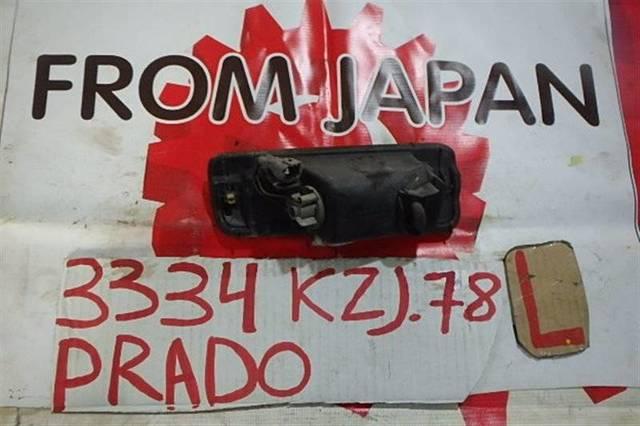 FROM JAPAN
3334 KZJ.78 L
PRADO